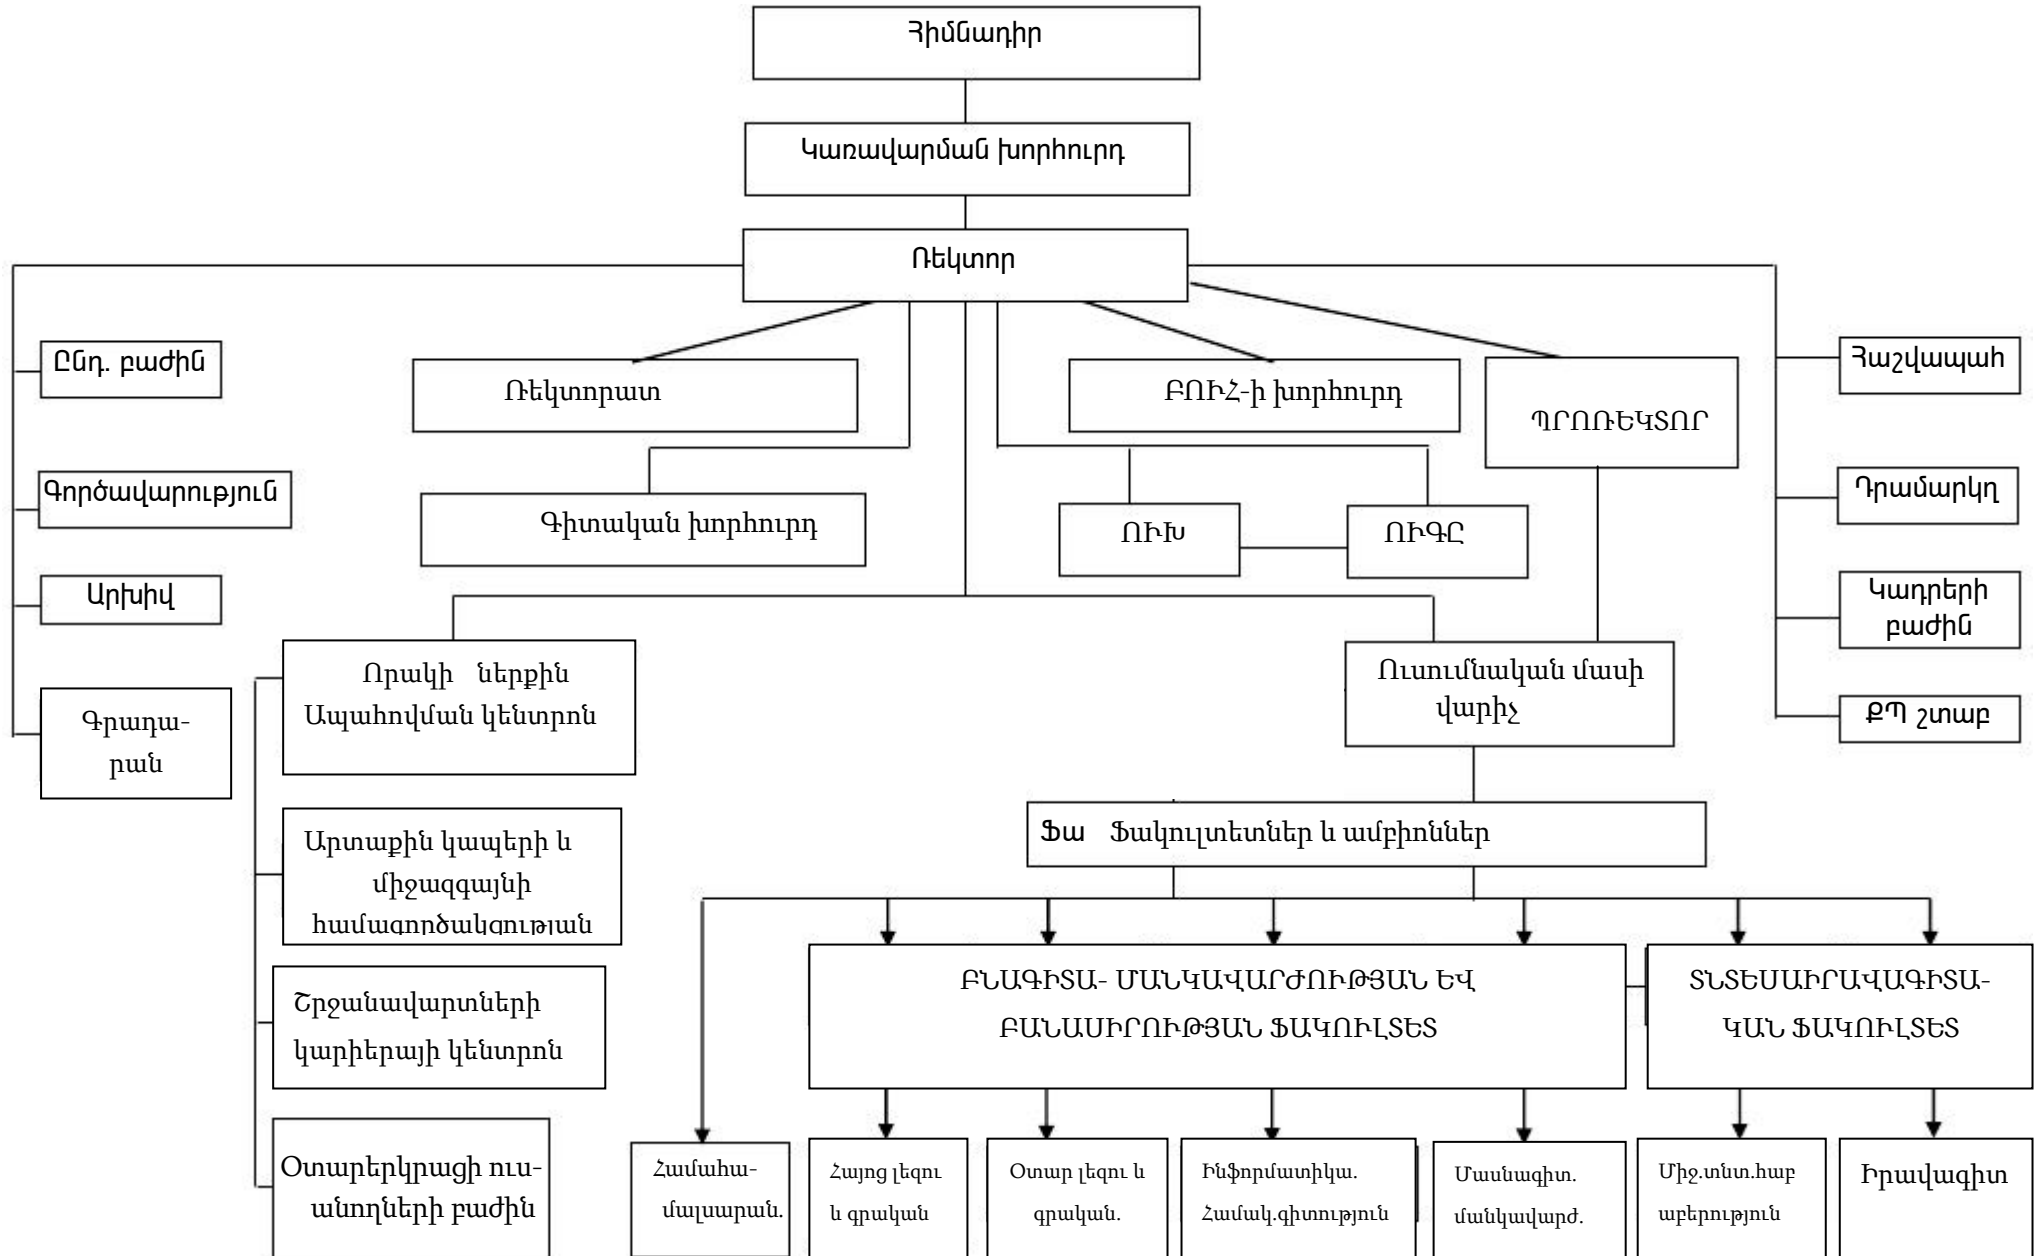 Հիմնադիր
Կառավարման խորհուրդ
Ռեկտոր
Ընդ. բաժին
Հաշվապահ
Ռեկտորատ
ԲՈՒՀ-ի խորհուրդ
ՊՐՈՌԵԿՏՈՐ
Գործավարություն
Դրամարկղ
Գիտական խորհուրդ
ՈՒԽ
ՈՒԳԸ
Արխիվ
Կադրերի
բաժին
Գրադա-
րան
Որակի ներքին
Ապահովման կենտրոն
Ուսումնական մասի
վարիչ
ՔՊ շտաբ
Արտաքին կապերի և
միջազգայնի
համագործակցության
Ֆա Ֆակուլտետներ և ամբիոններ
Շրջանավարտների
կարիերայի կենտրոն
ԲՆԱԳԻՏԱ- ՄԱՆԿԱՎԱՐԺՈՒԹՅԱՆ ԵՎ
ԲԱՆԱՍԻՐՈՒԹՅԱՆ ՖԱԿՈՒԼՏԵՏ
ՏՆՏԵՍԱԻՐԱՎԱԳԻՏԱ-
ԿԱՆ ՖԱԿՈՒԼՏԵՏ
Օտարերկրացի ուս-
անողների բաժին
Համահա-
մալսարան.
Հայոց լեզու
և գրական
Օտար լեզու և
գրական.
Ինֆորմատիկա.
Համակ.գիտություն
Մասնագիտ.
մանկավարժ.
Միջ.տնտ.հաբ
աբերություն
Իրավագիտ